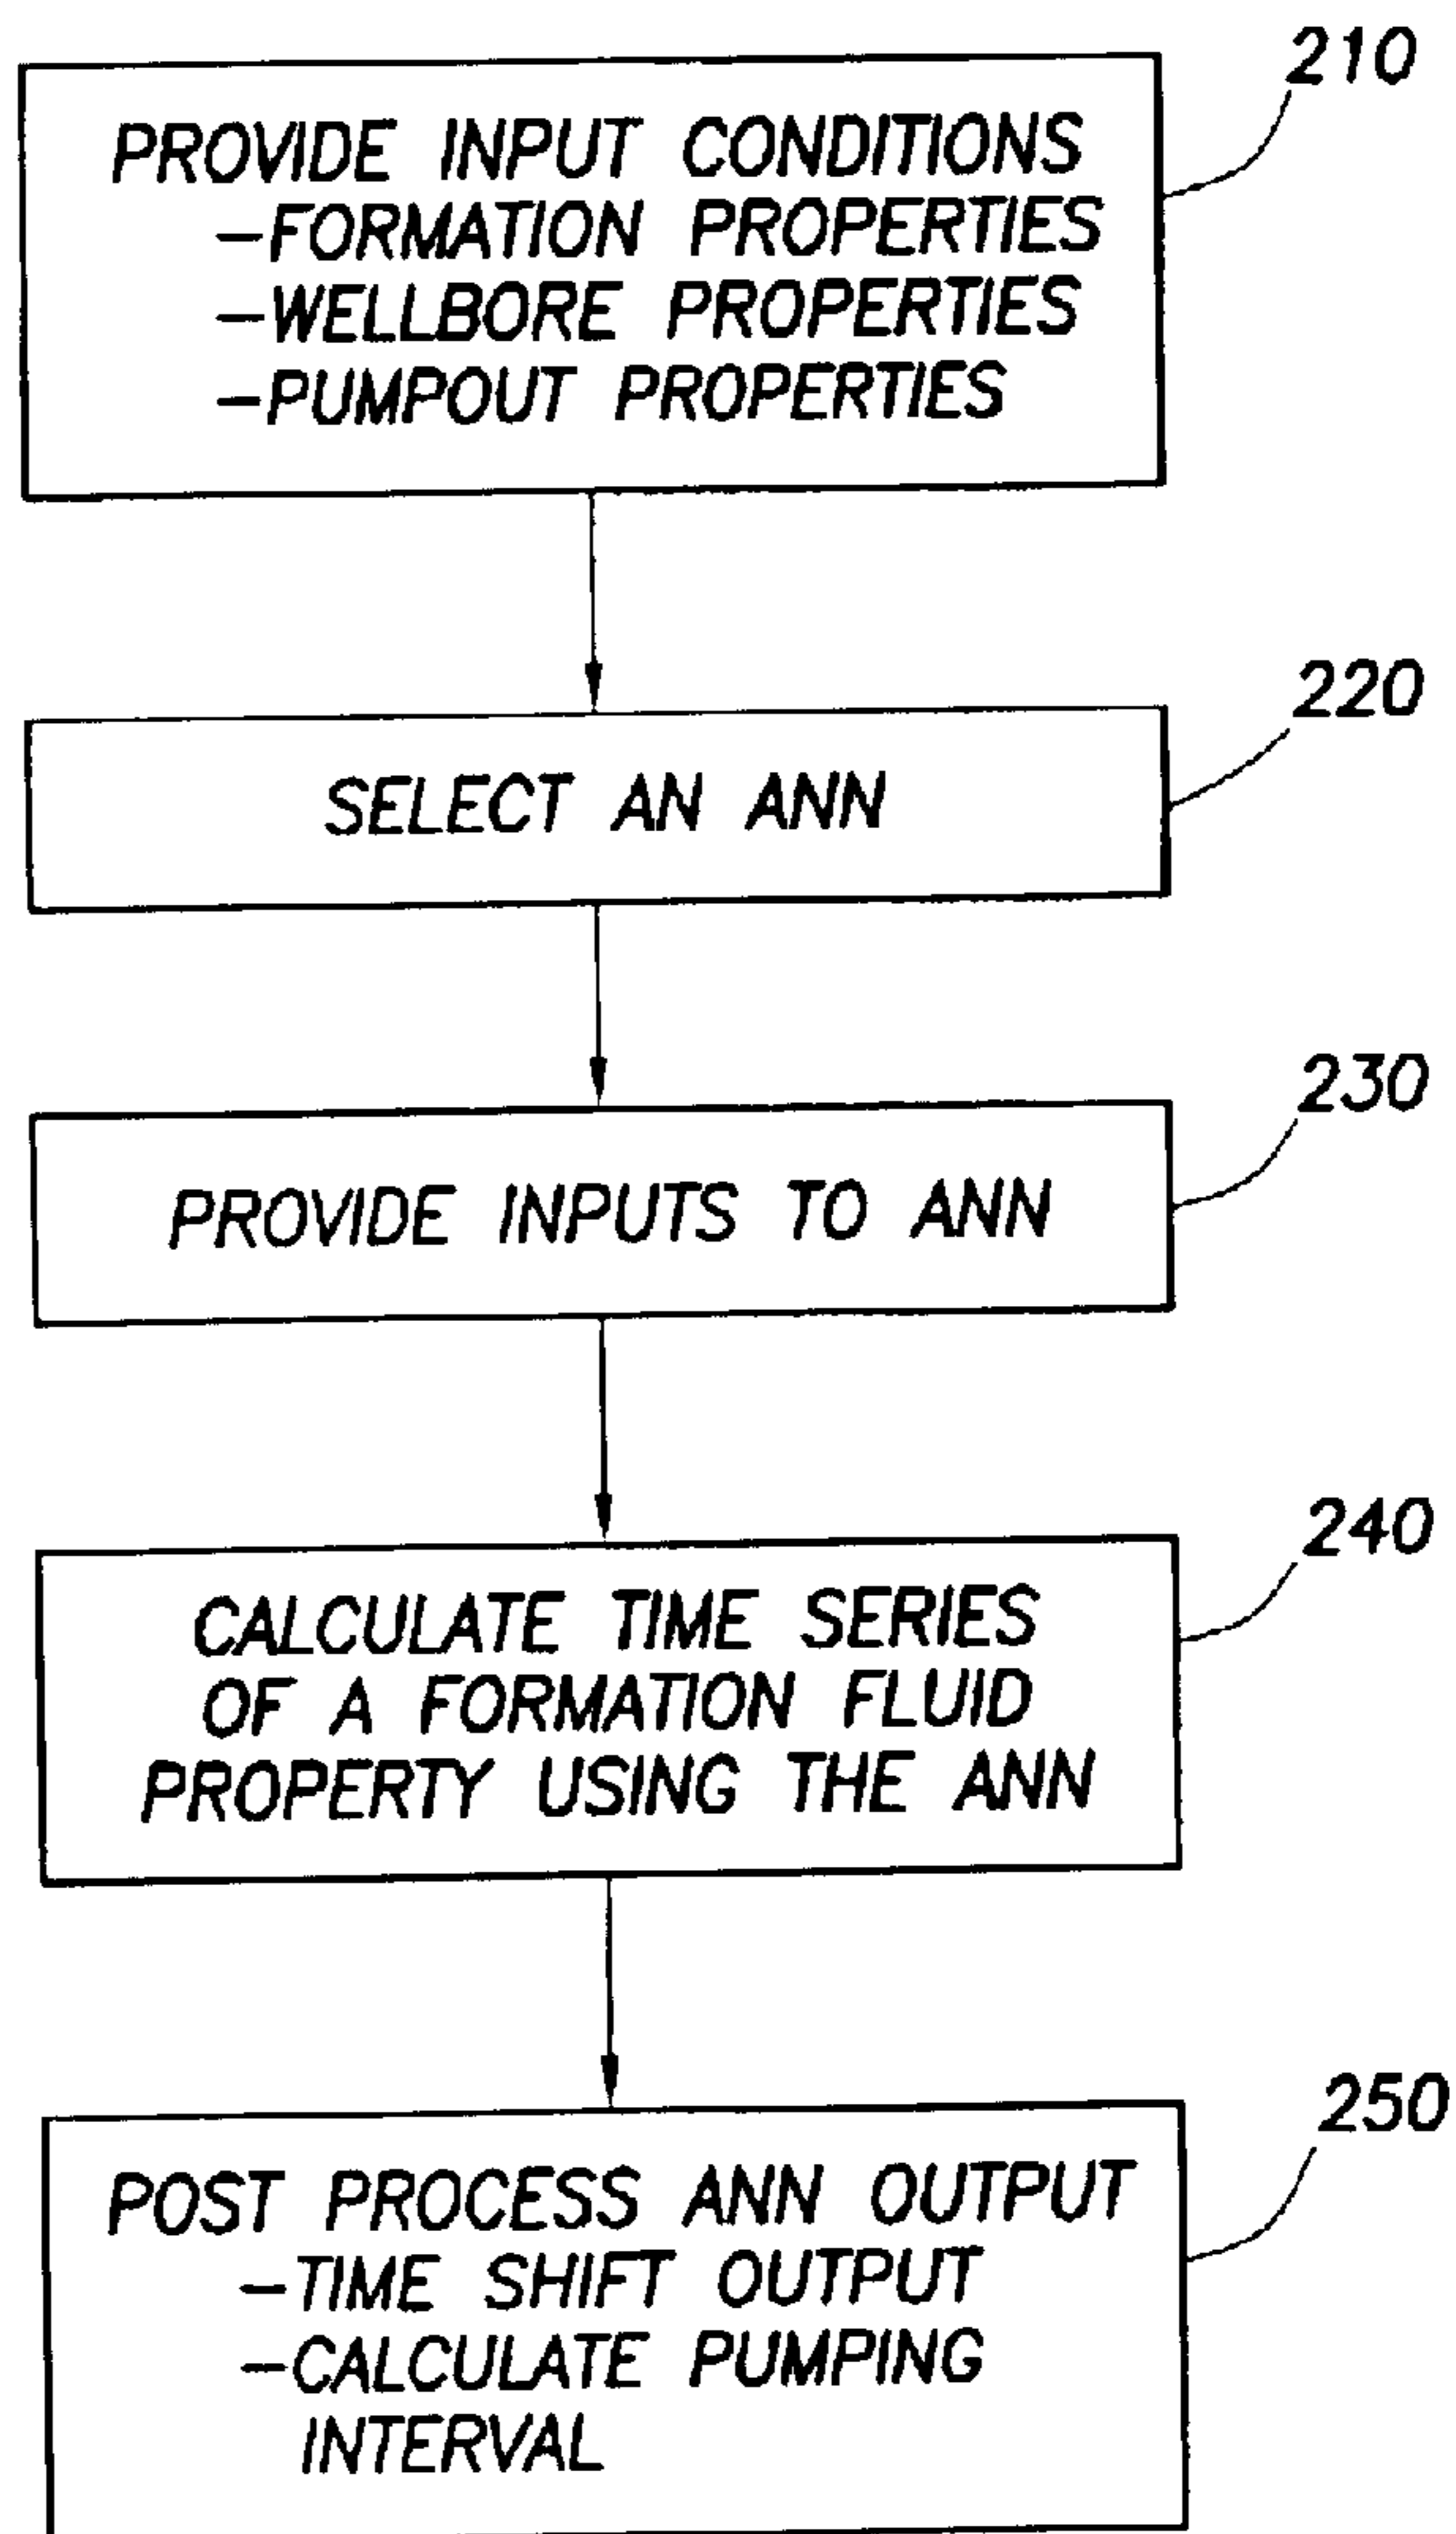 210
PROVIDE INPUT CONDITIONS
-FORMATION PROPERTIES
-WELLBORE PROPERTIES
-PUMPOUT PROPERTIES
220
SELECT AN ANN
230
PROVIDE INPUTS TO ANN
240
CALCULATE TIME SERIES
OF A FORMATION FLUID
PROPERTY USING THE ANN
250
POST PROCESS ANN OUTPUT
-TIME SHIFT OUTPUT
-CALCULATE PUMPING
INTERVAL